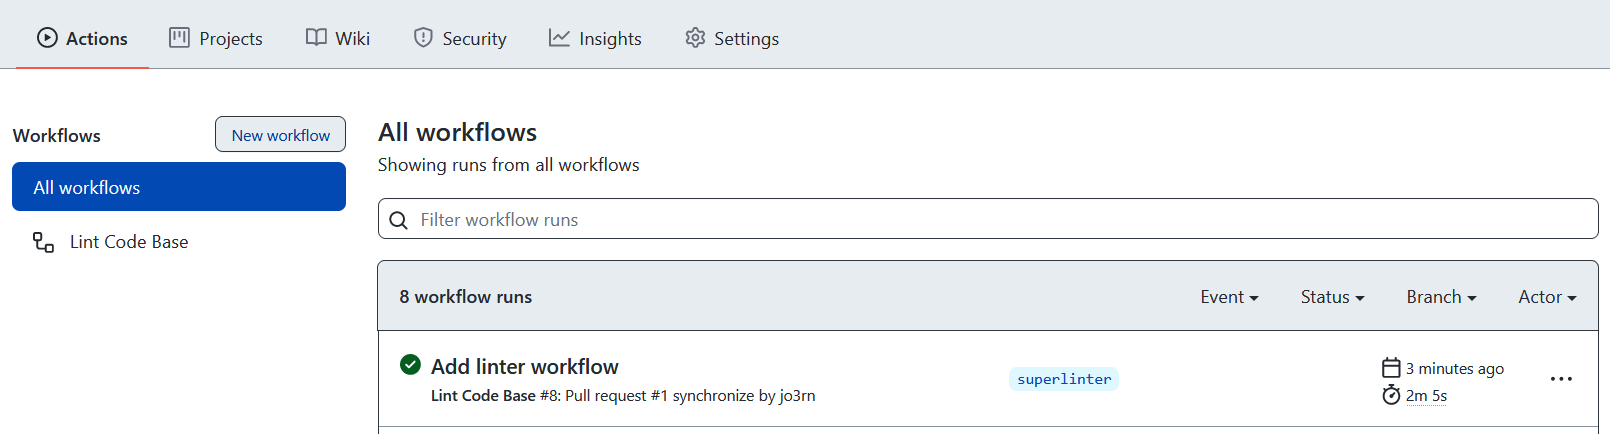 Actions Projects Wiki Security Insights Settings
Workflows
New workflow
All workflows
Lint Code Base
All workflows
Showing runs from all workflows
Filter workflow runs
8 workflow runs Event Status Branch Actor
Add linter workflow
Lint Code Base #8: Pull request #1 synchronize by jo3rn
superlinter
3 minutes ago
2m 5s